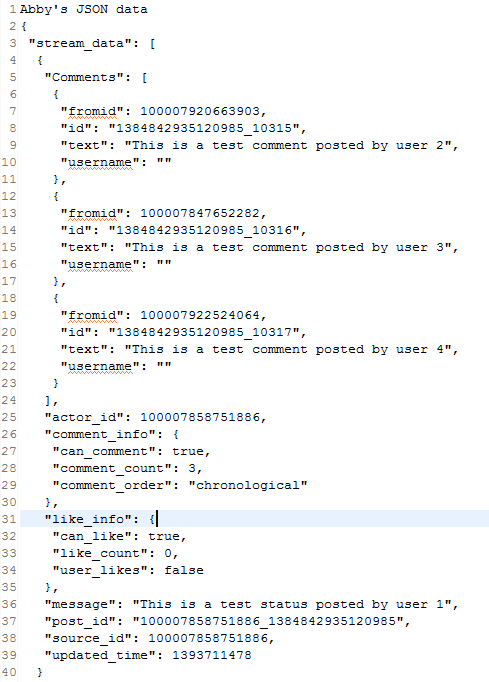 1 Abby's JSON data
2 {
3  "stream_data": [
4   {
5    "Comments": [
6     {
7      "fromid": 100007920663903,
8      "id": "1384842935120985_10315",
9      "text": "This is a test comment posted by user 2",
10      "username": ""
11     },
12     {
13      "fromid": 100007847652282,
14      "id": "1384842935120985_10316",
15      "text": "This is a test comment posted by user 3",
16      "username": ""
17     },
18     {
19      "fromid": 100007922524064,
20      "id": "1384842935120985_10317",
21      "text": "This is a test comment posted by user 4",
22      "username": ""
23     }
24    ],
25    "actor_id": 100007858751886,
26    "comment_info": {
27     "can_comment": true,
28     "comment_count": 3,
29     "comment_order": "chronological"
30    },
31    "like_info": {
32     "can_like": true,
33     "like_count": 0,
34     "user_likes": false
35    },
36    "message": "This is a test status posted by user 1",
37    "post_id": "100007858751886_1384842935120985",
38    "source_id": 100007858751886,
39    "updated_time": 1393711478
40   }